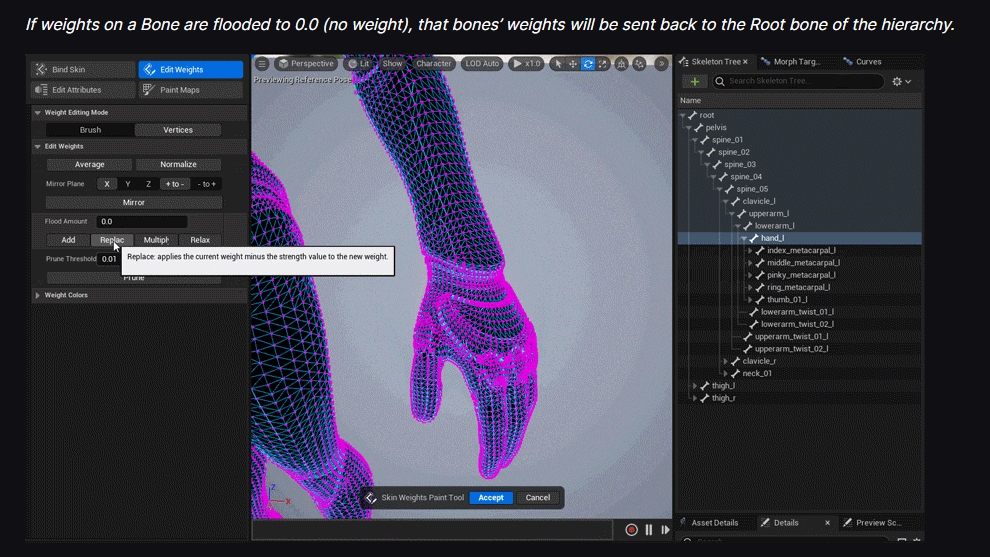 If weights on a Bone are flooded to 0.0 (no weight), that bones’ weights will be sent back to the Root bone of the hierarchy.
Bind Skin
Edit Weights
Edit Attributes
Paint Maps
Weight Editing Mode
Brush
Vertices
Edit Weights
Average
Normalize
Mirror Plane
X
Y
Z
+ to -
- to +
Mirror
Flood Amount
0.0
Add
Replac
Multipl
Relax
Replace: applies the current weight minus the strength value to the new weight.
Prune Threshold
0.01
Prune
Weight Colors
Perspective
Lit
Show
Character
LOD Auto
x1.0
»
Previewing Reference Pose
Z
X
Skin Weights Paint Tool
Accept
Cancel
Skeleton Tree
Morph Targ...
Curves
Search Skeleton Tree
Name
root
pelvis
spine_01
spine_02
spine_03
spine_04
spine_05
clavicle_l
upperarm_l
lowerarm_l
hand_l
index_metacarpal_l
middle_metacarpal_l
pinky_metacarpal_l
ring_metacarpal_l
thumb_01_l
lowerarm_twist_01_l
lowerarm_twist_02_l
upperarm_twist_01_l
upperarm_twist_02_l
clavicle_r
neck_01
thigh_l
thigh_r
Asset Details
Details
Preview Sc...